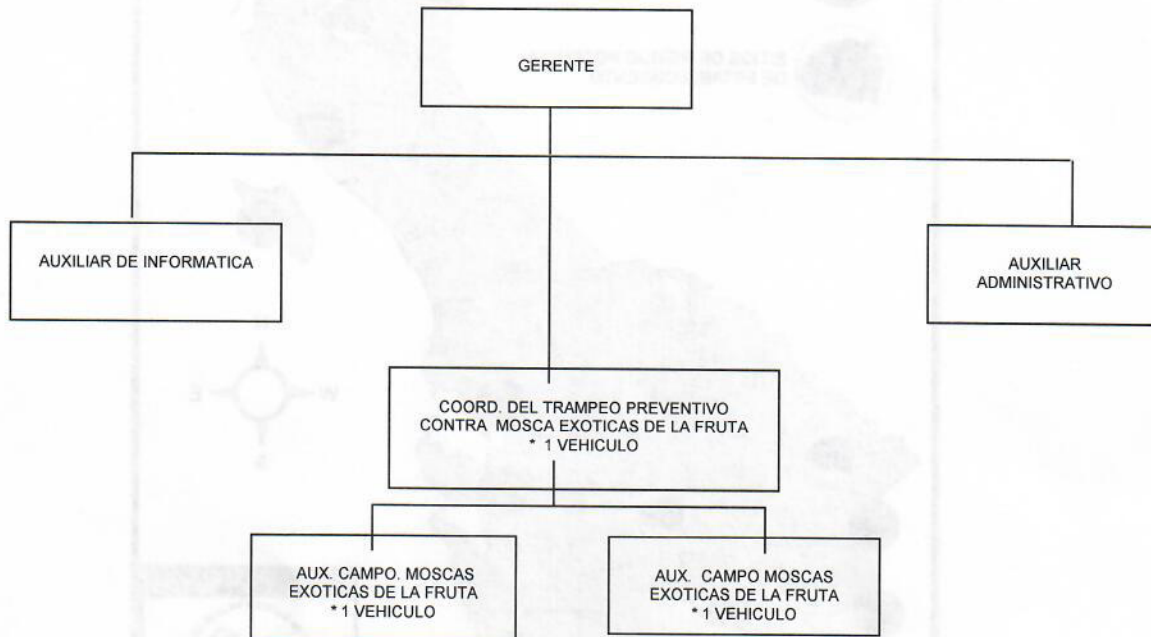 GERENTE
AUXILIAR DE INFORMATICA
AUXILIAR
ADMINISTRATIVO
COORD. DEL TRAMPEO PREVENTIVO
CONTRA MOSCA EXOTICAS DE LA FRUTA
* 1 VEHICULO
AUX. CAMPO. MOSCAS
EXOTICAS DE LA FRUTA
* 1 VEHICULO
AUX. CAMPO MOSCAS
EXOTICAS DE LA FRUTA
* 1 VEHICULO